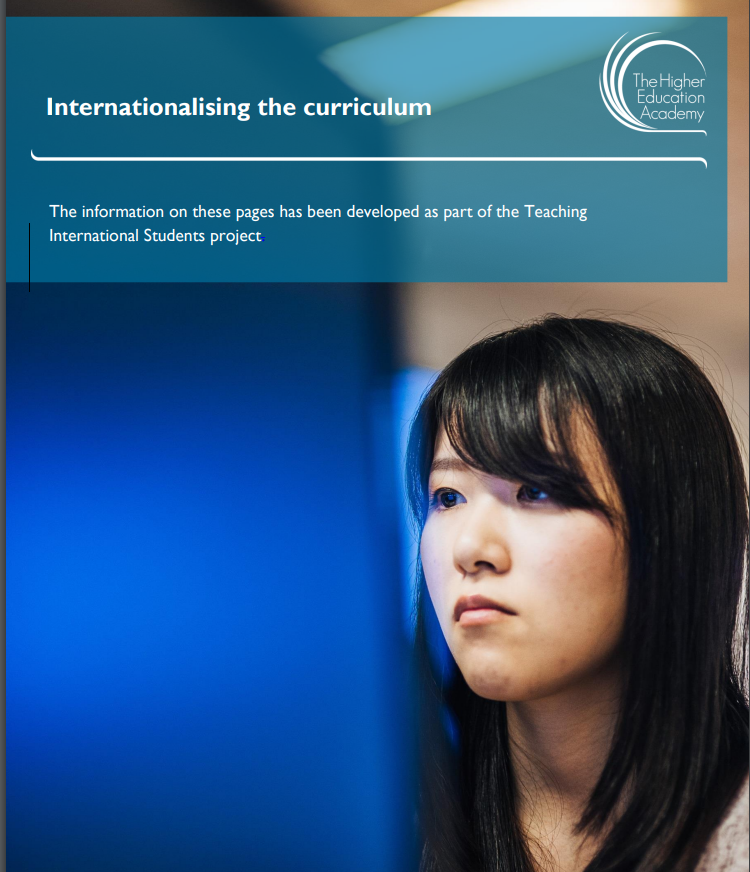 Internationalising the curriculum
The Higher
Education
Academy
The information on these pages has been developed as part of the Teaching
International Students project